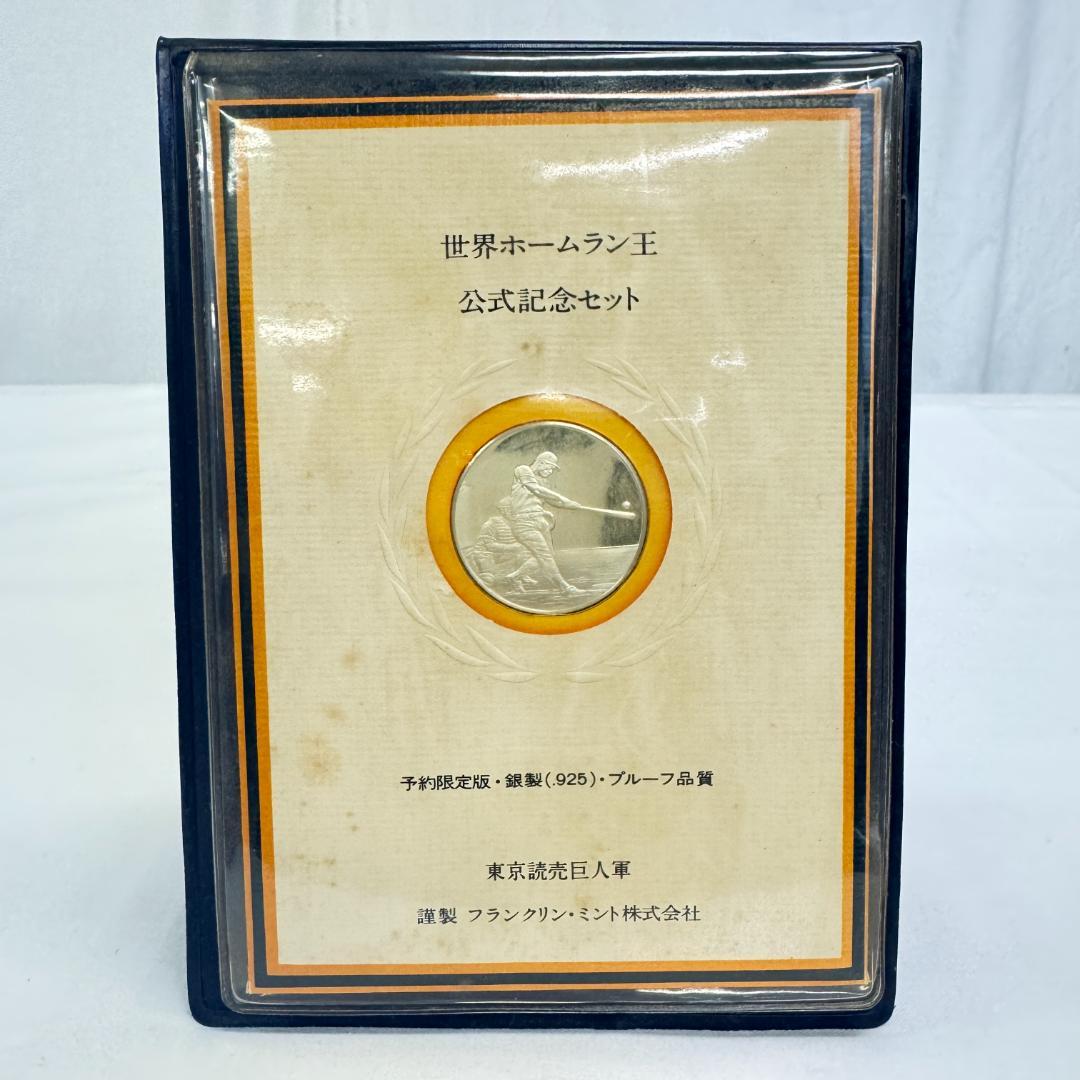 世界ホームラン王
公式記念セット
予約限定版・銀製(.925)・プルーフ品質
東京読売巨人軍
謹製 フランクリン・ミント株式会社